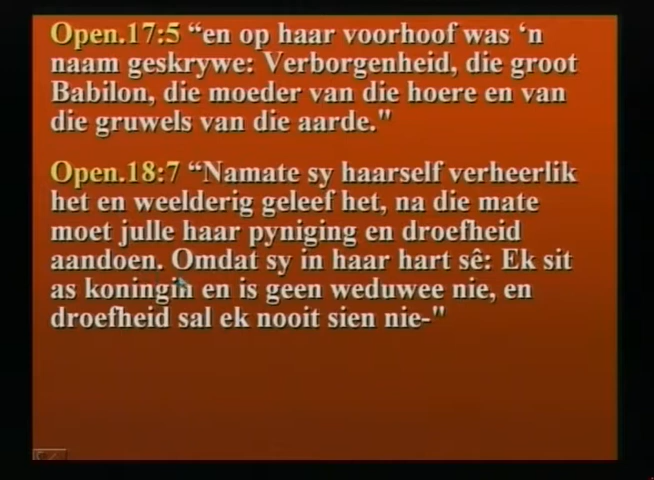 Open.17:5 “en op haar voorhoof was ‘n
naam geskrywe: Verborgenheid, die groot
Babilon, die moeder van die hoere en van
die gruwels van die aarde."
Open.18:7 “Namate sy haarself verheerlik
het en weelderig geleef het, na die mate
moet julle haar pyniging en droefheid
aandoen. Omdat sy in haar hart sê: Ek sit
as koningin en is geen weduwee nie, en
droefheid sal ek nooit sien nie-"